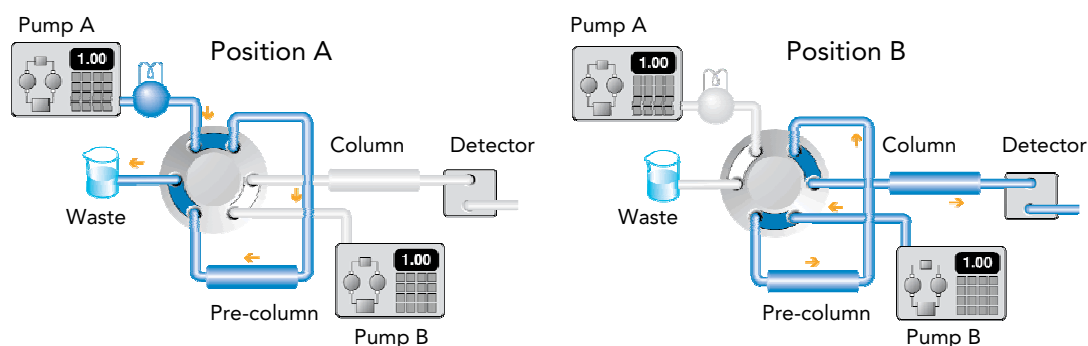 Pump A
Position A
1.00
Column
Detector
Waste
1.00
Pre-column
Pump B
Pump A
Position B
1.00
Column
Detector
Waste
1.00
Pre-column
Pump B